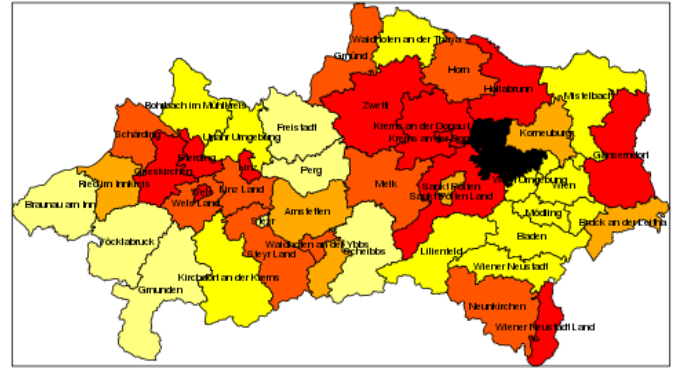 Waidhofen an der Thaya
Gmünd
Horn
Hollabrunn
Mistelbach
Zwettl
Rohrbach im Mühlkreis
Freistadt
Schärding
Urfahr Umgebung
Krems an der Donau
Korneuburg
Eferding
Grieskirchen
Linz
Perg
Gänserndorf
Ried im Innkreis
Wels
Linz Land
Melk
Sankt Pölten
Wien Umgebung
Wien
Braunau am Inn
Wels Land
Sankt Pölten Land
Amstetten
Mödling
Steyr
Bruck an der Leitha
Vöcklabruck
Waidhofen an der Ybbs
Baden
Steyr Land
Scheibbs
Lilienfeld
Wiener Neustadt
Kirchdorf an der Krems
Gmunden
Neunkirchen
Wiener Neustadt Land